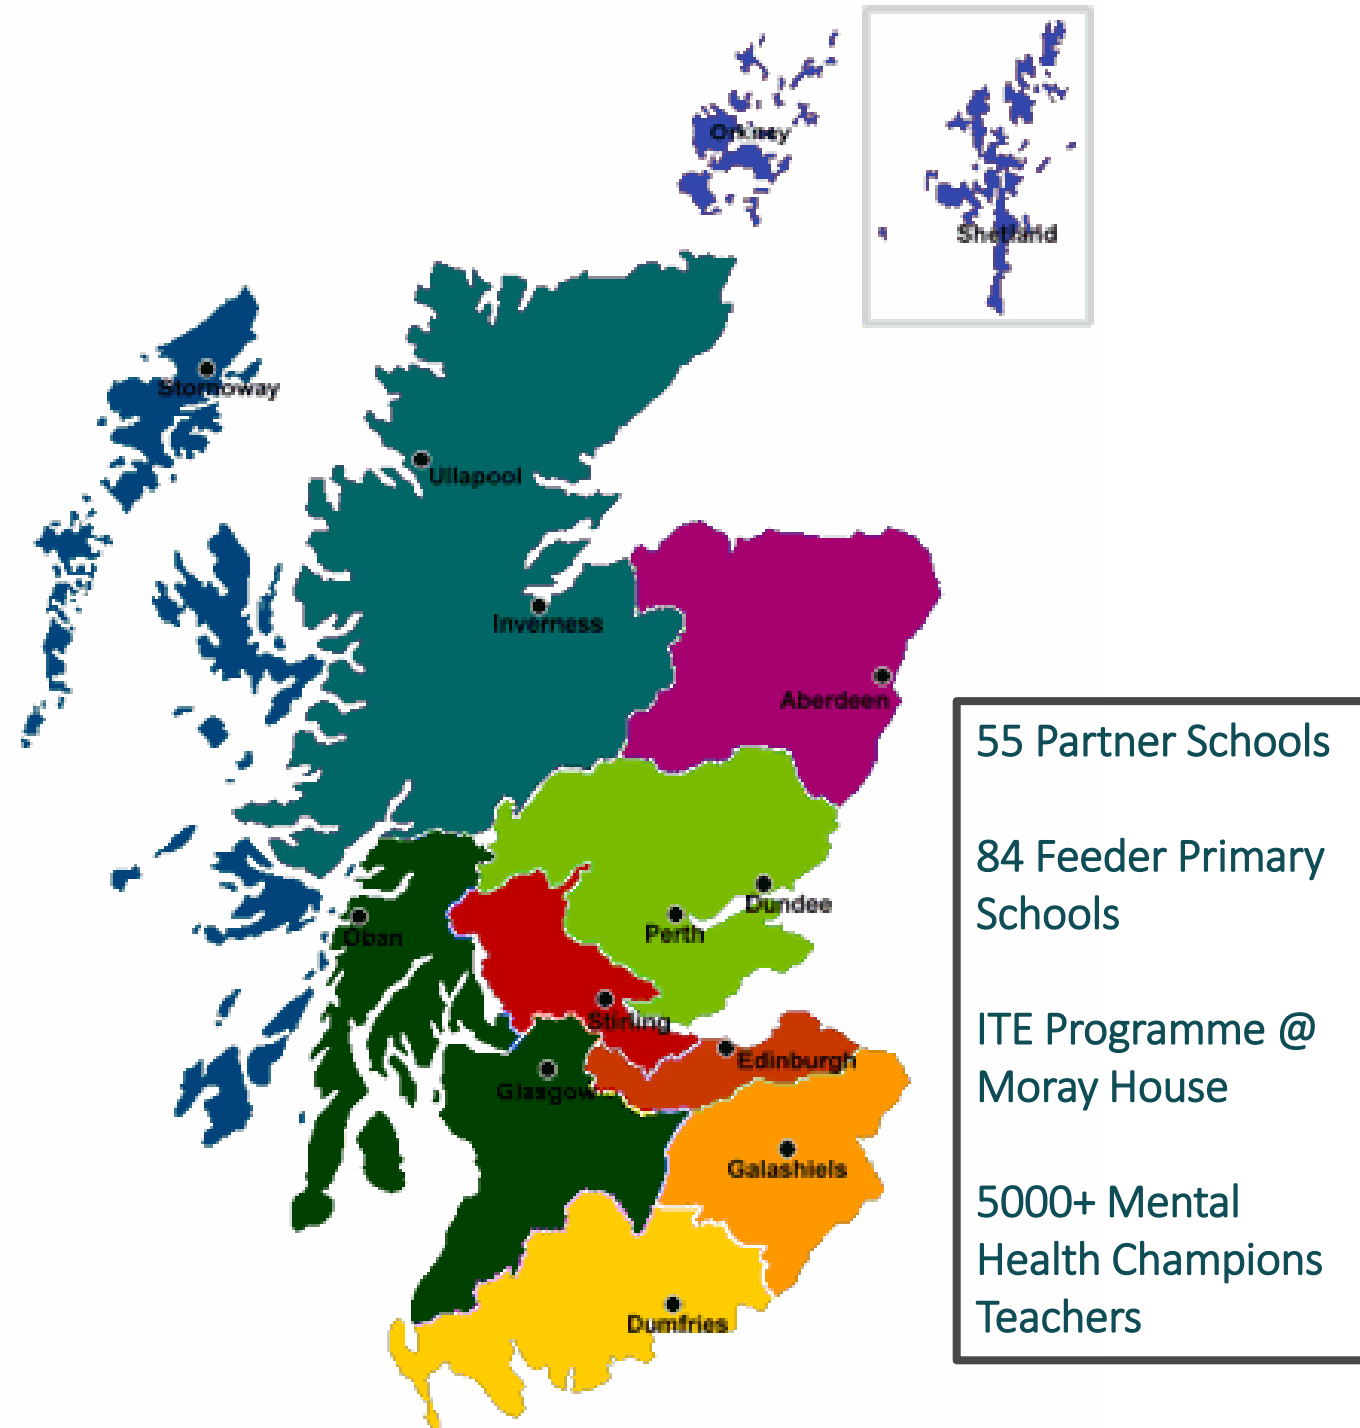 Orkney
Shetland
Stornoway
Ullapool
Inverness
Aberdeen
55 Partner Schools
84 Feeder Primary
Schools
Dundee
Perth
Oban
Stirling
ITE Programme @
Moray House
Edinburgh
Glasgow
Galashiels
5000+ Mental
Health Champions
Teachers
Dumfries